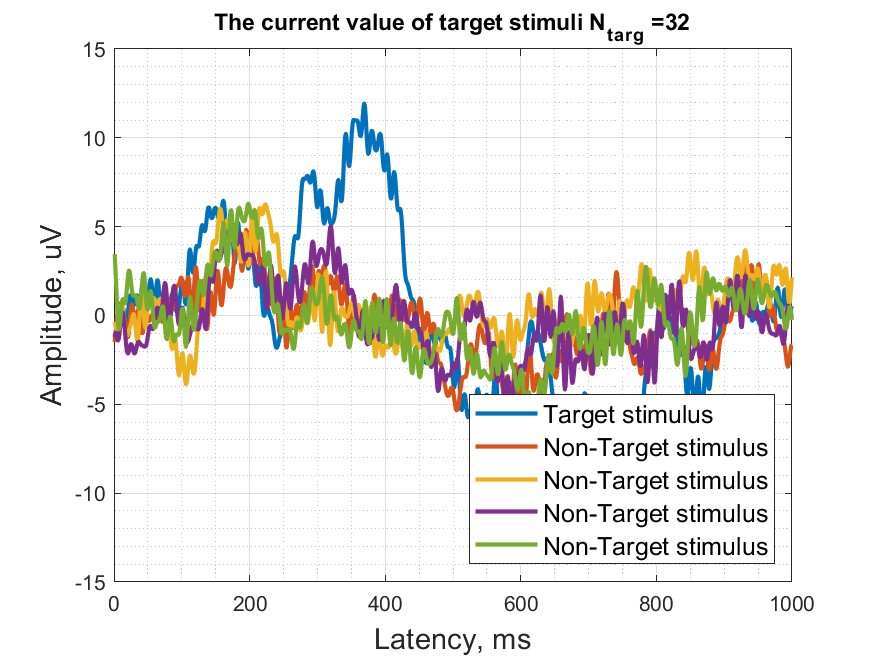 The current value of target stimuli N_targ =32
15
10
5
0
-5
-10
-15
Amplitude, uV
Target stimulus
Non-Target stimulus
Non-Target stimulus
Non-Target stimulus
Non-Target stimulus
0 200 400 600 800 1000
Latency, ms